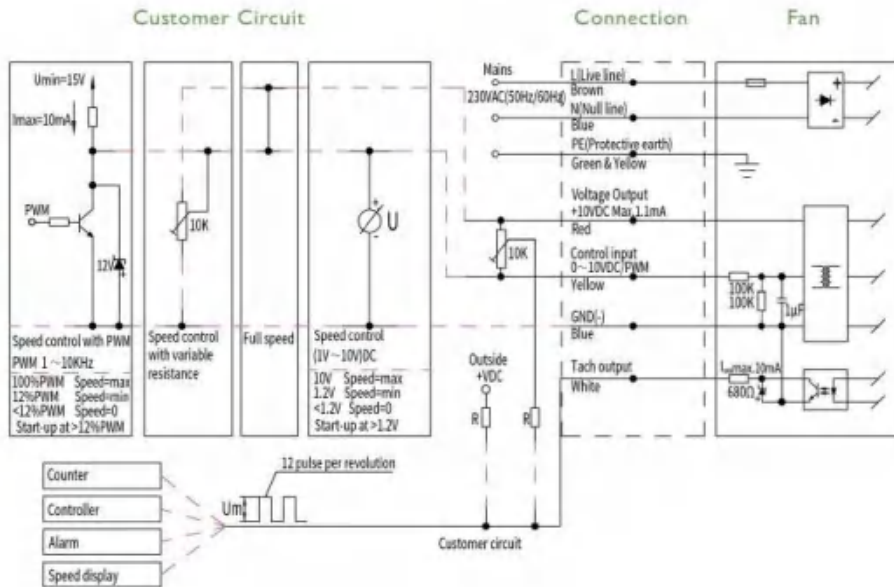 Customer Circuit
Connection
Fan
Umin=15V
Imax=10mA
PWM
12V
10K
U
+
-
Mains
230VAC(50Hz/60Hz)
L(Live line)
Brown
N(Null line)
Blue
PE(Protective earth)
Green & Yellow
+
-
Voltage Output
+10VDC Max.1.1mA
Red
10K
Control input
0～10VDC/PWM
Yellow
100K
100K
1μF
GND(-)
Blue
Tach output
White
max.10mA
680Ω
Speed control with PWM
PWM 1 ～10KHz
100%PWM Speed=max
12%PWM Speed=min
<12%PWM Speed=0
Start-up at >12%PWM
Speed control
with variable
resistance
Full speed
Speed control
(1V～10V)DC
10V Speed=max
1.2V Speed=min
<1.2V Speed=0
Start-up at >1.2V
Outside
+VDC
R
R
Counter
Controller
Alarm
Speed display
12 pulse per revolution
Um
Customer circuit